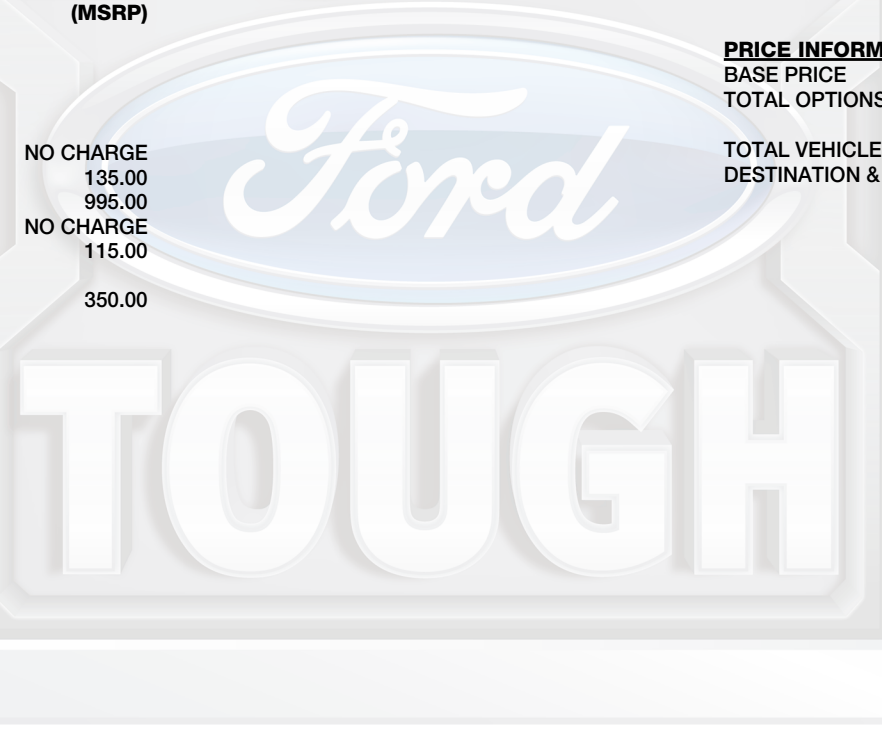 (MSRP)
NO CHARGE
135.00
995.00
NO CHARGE
115.00
350.00
PRICE INFORM
BASE PRICE
TOTAL OPTIONS
TOTAL VEHICLE
DESTINATION &
Ford
TOUGH